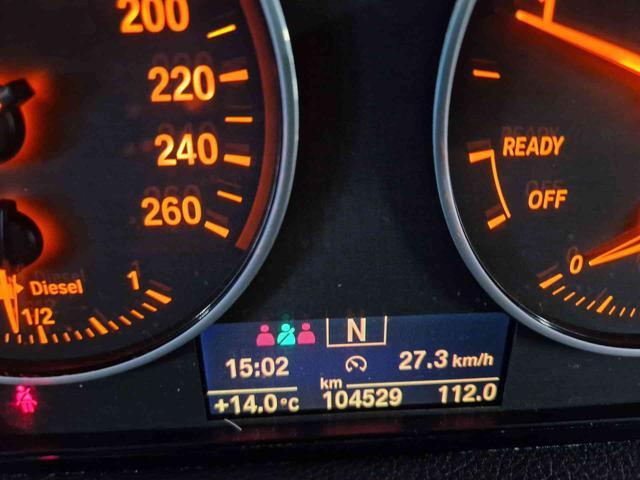 200
220
240
260
Diesel
1/2
1
1
READY
OFF
0
N
15:02
27.3 km/h
km
+14.0°C
104529
112.0